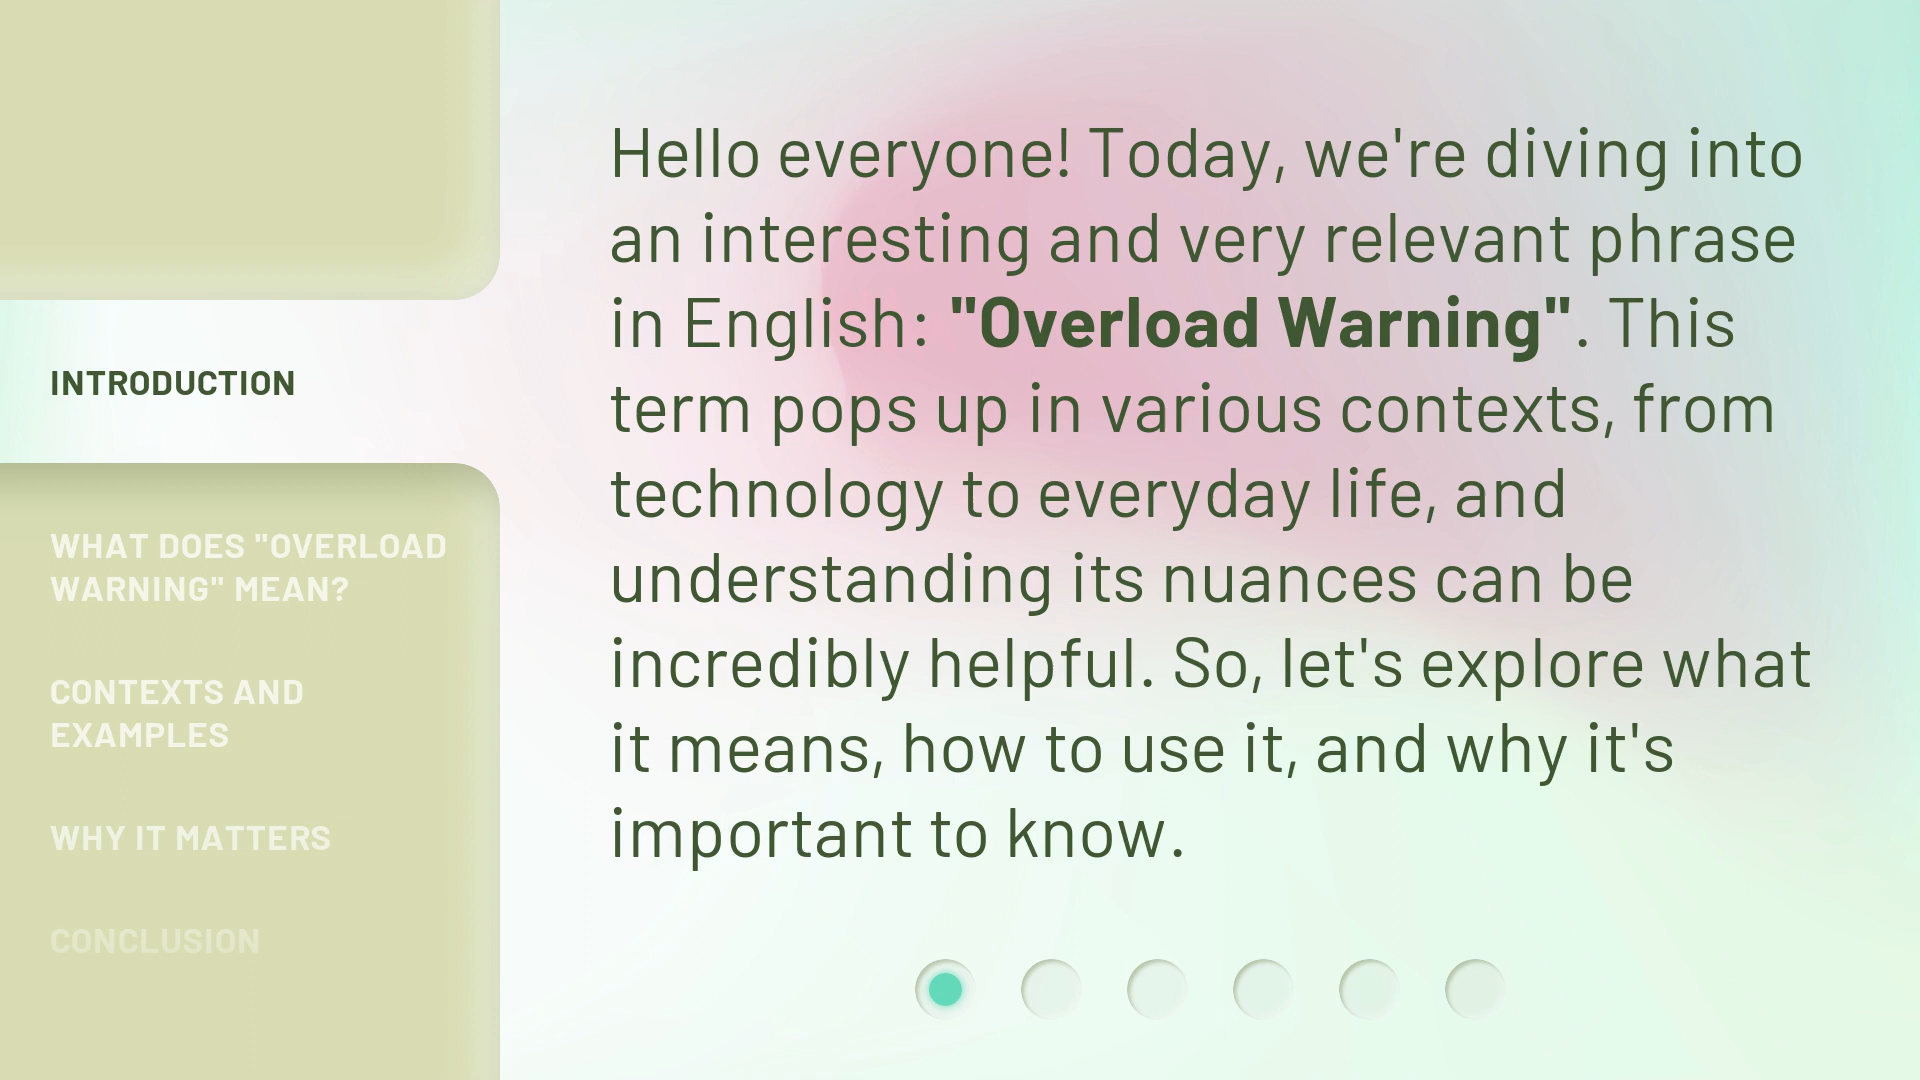 INTRODUCTION
WHAT DOES "OVERLOAD
WARNING" MEAN?
CONTEXTS AND
EXAMPLES
WHY IT MATTERS
CONCLUSION
Hello everyone! Today, we're diving into
an interesting and very relevant phrase
in English: "Overload Warning". This
term pops up in various contexts, from
technology to everyday life, and
understanding its nuances can be
incredibly helpful. So, let's explore what
it means, how to use it, and why it's
important to know.